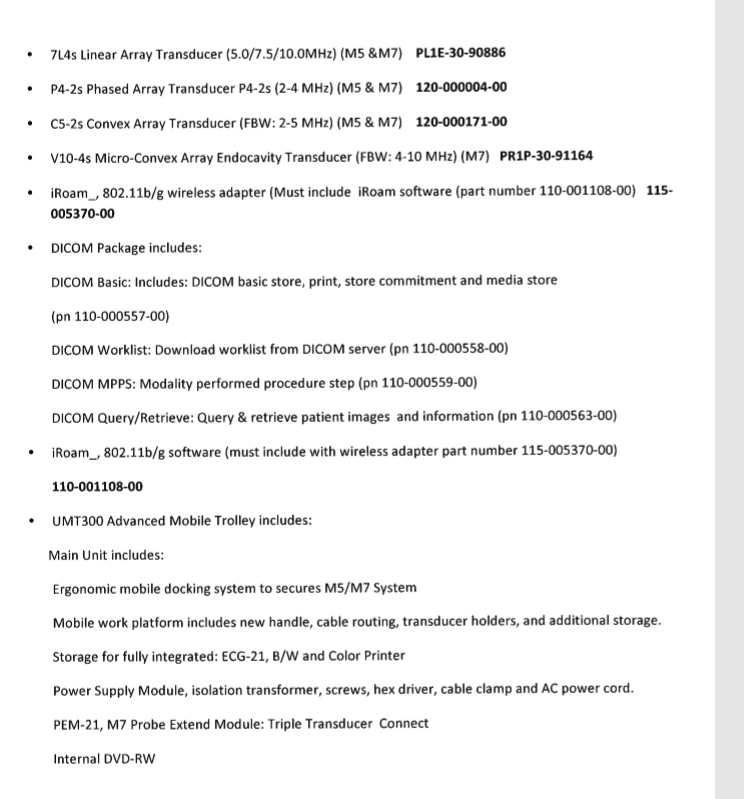 • 7L4s Linear Array Transducer (5.0/7.5/10.0MHz) (M5 &M7) PL1E-30-90886
• P4-2s Phased Array Transducer P4-2s (2-4 MHz) (M5 & M7) 120-000004-00
• C5-2s Convex Array Transducer (FBW: 2-5 MHz) (M5 & M7) 120-000171-00
• V10-4s Micro-Convex Array Endocavity Transducer (FBW: 4-10 MHz) (M7) PR1P-30-91164
• iRoam_, 802.11b/g wireless adapter (Must include iRoam software (part number 110-001108-00) 115-
005370-00
• DICOM Package includes:
DICOM Basic: Includes: DICOM basic store, print, store commitment and media store
(pn 110-000557-00)
DICOM Worklist: Download worklist from DICOM server (pn 110-000558-00)
DICOM MPPS: Modality performed procedure step (pn 110-000559-00)
DICOM Query/Retrieve: Query & retrieve patient images and information (pn 110-000563-00)
• iRoam_, 802.11b/g software (must include with wireless adapter part number 115-005370-00)
110-001108-00
• UMT300 Advanced Mobile Trolley includes:
Main Unit includes:
Ergonomic mobile docking system to secures M5/M7 System
Mobile work platform includes new handle, cable routing, transducer holders, and additional storage.
Storage for fully integrated: ECG-21, B/W and Color Printer
Power Supply Module, isolation transformer, screws, hex driver, cable clamp and AC power cord.
PEM-21, M7 Probe Extend Module: Triple Transducer Connect
Internal DVD-RW